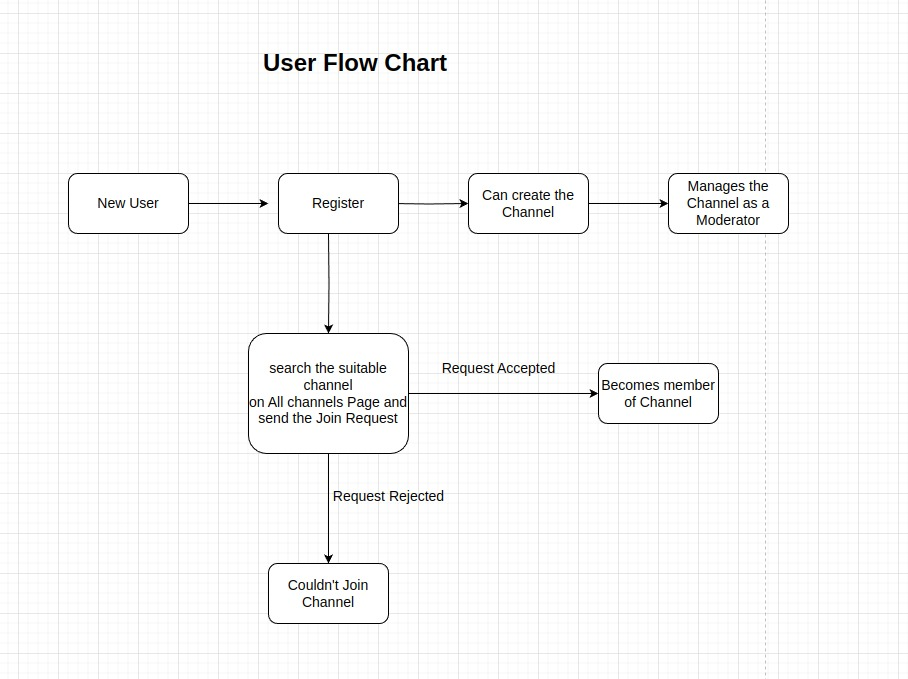 User Flow Chart
New User
Register
Can create the
Channel
Manages the
Channel as a
Moderator
search the suitable
channel
on All channels Page and
send the Join Request
Request Accepted
Becomes member
of Channel
Request Rejected
Couldn't Join
Channel